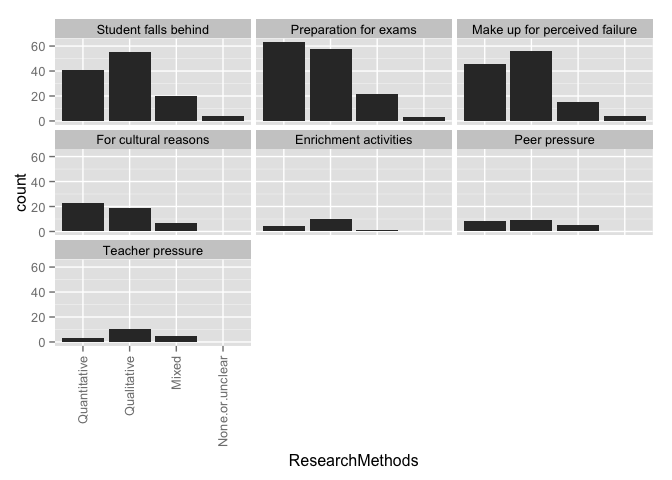 Student falls behind
Preparation for exams
Make up for perceived failure
60
40
20
0
For cultural reasons
Enrichment activities
Peer pressure
60
40
20
0
Teacher pressure
60
40
20
0
count
Quantitative
Qualitative
Mixed
None.or.unclear
ResearchMethods